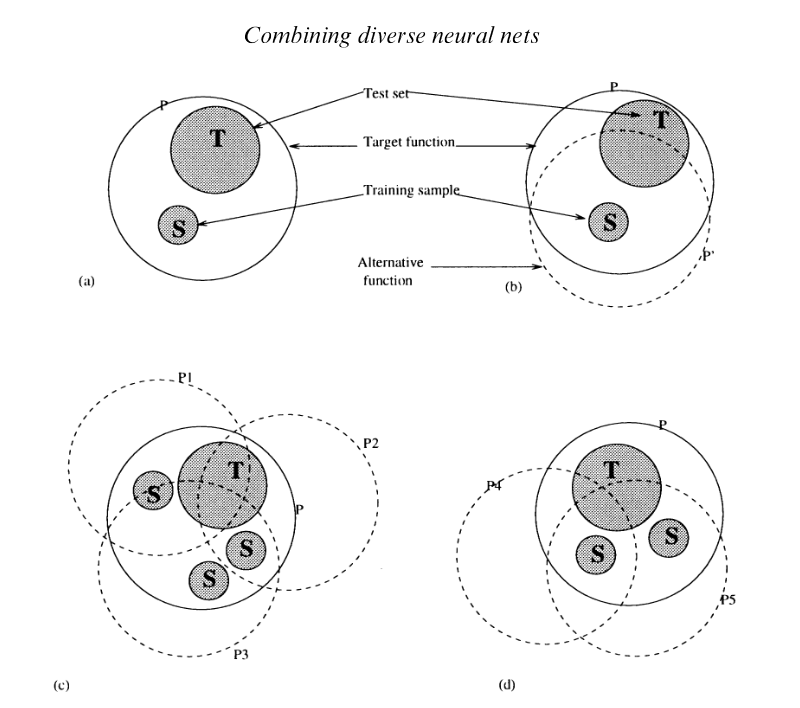 Combining diverse neural nets
P
T
S
(a)
Test set
Target function
Training sample
Alternative
function
P
T
S
P'
(b)
P1
P2
T
S
P
S
S
P3
(c)
P
T
P4
S
S
P5
(d)